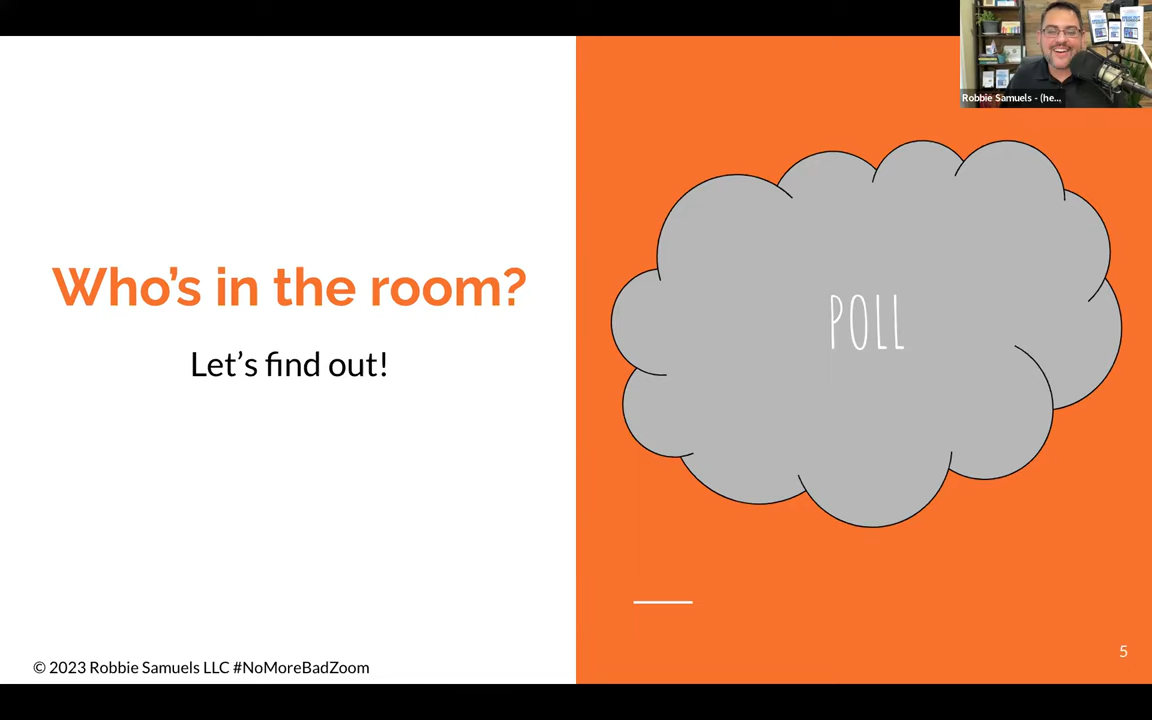 Robbie Samuels - (he...
Who's in the room?
Let's find out!
POLL
5
© 2023 Robbie Samuels LLC #NoMoreBadZoom